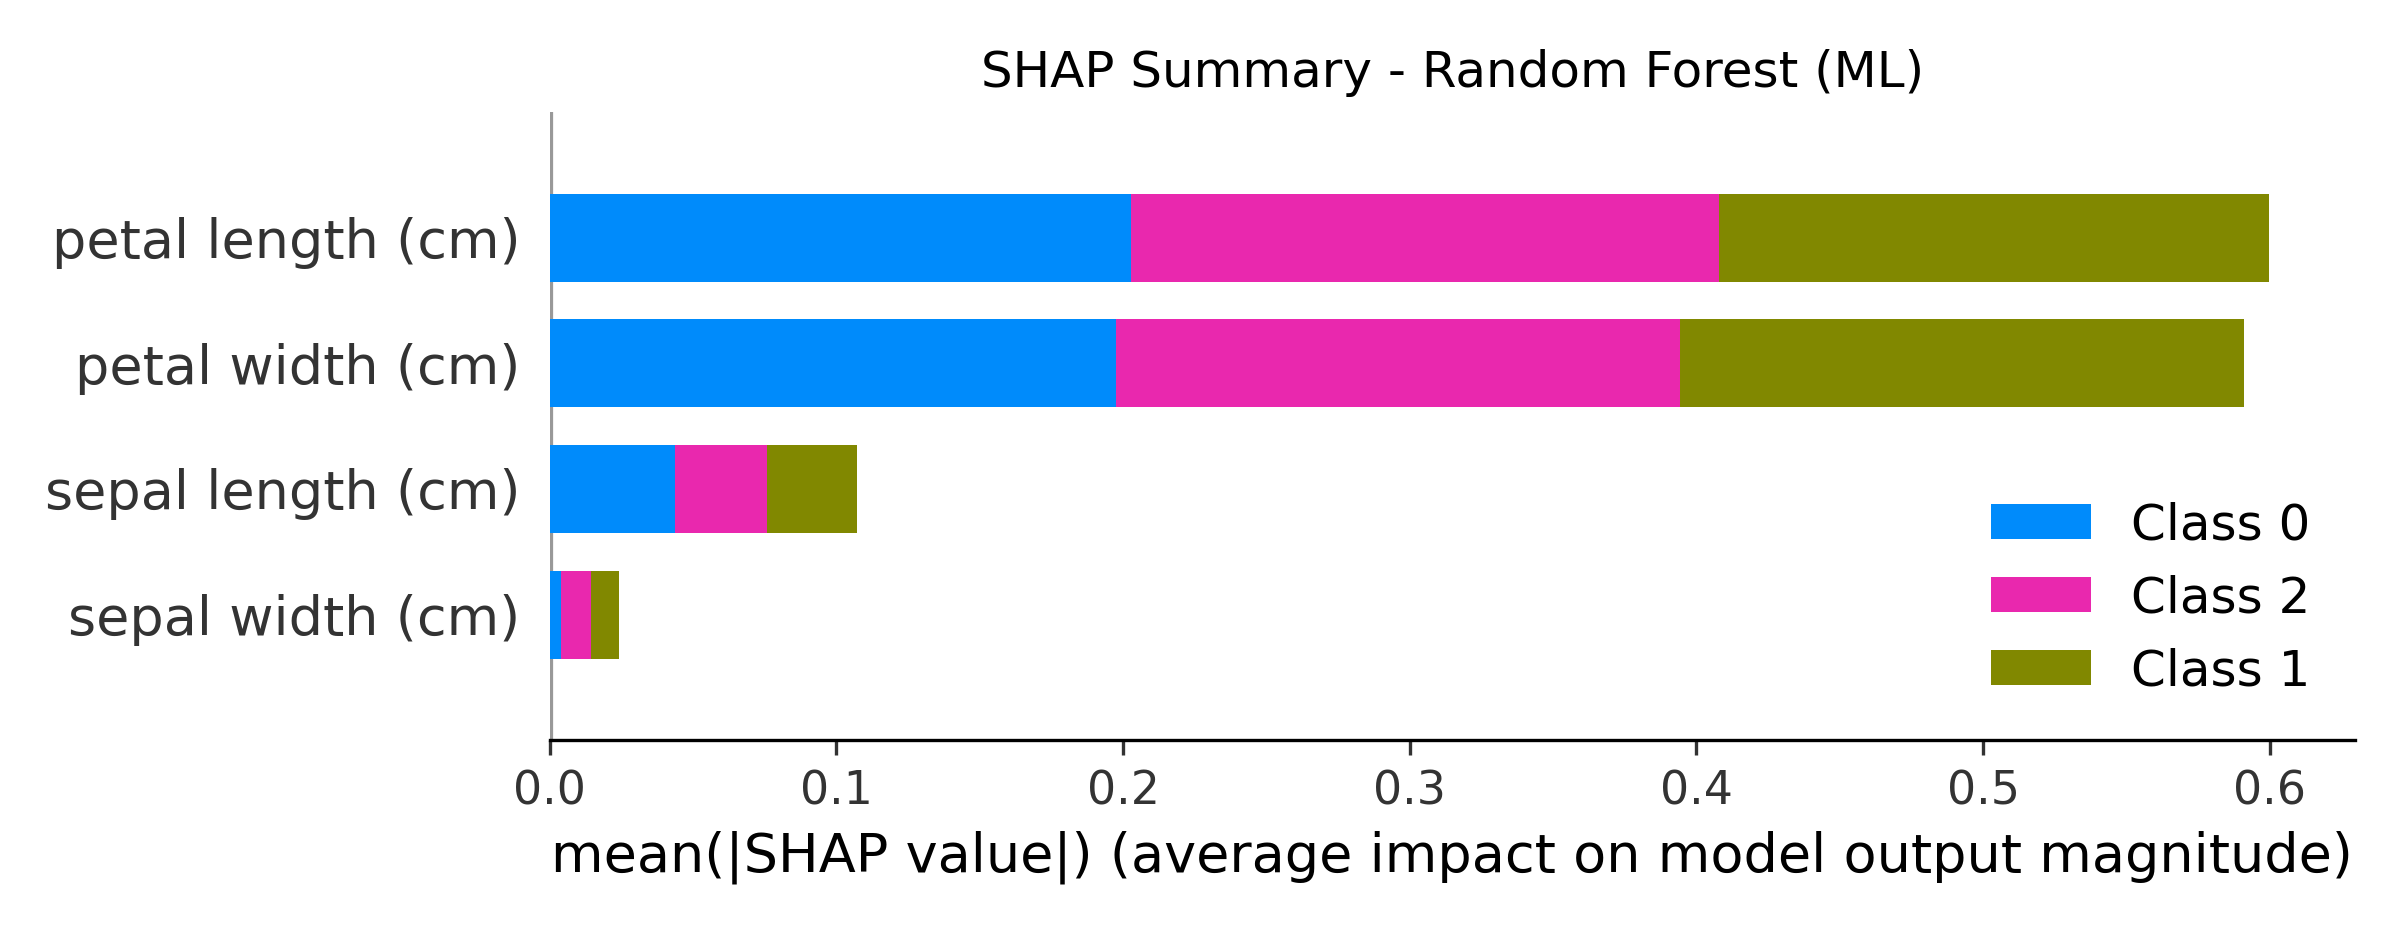 SHAP Summary - Random Forest (ML)
petal length (cm)
petal width (cm)
sepal length (cm)
sepal width (cm)
Class 0
Class 2
Class 1
0.0 0.1 0.2 0.3 0.4 0.5 0.6
mean(|SHAP value|) (average impact on model output magnitude)